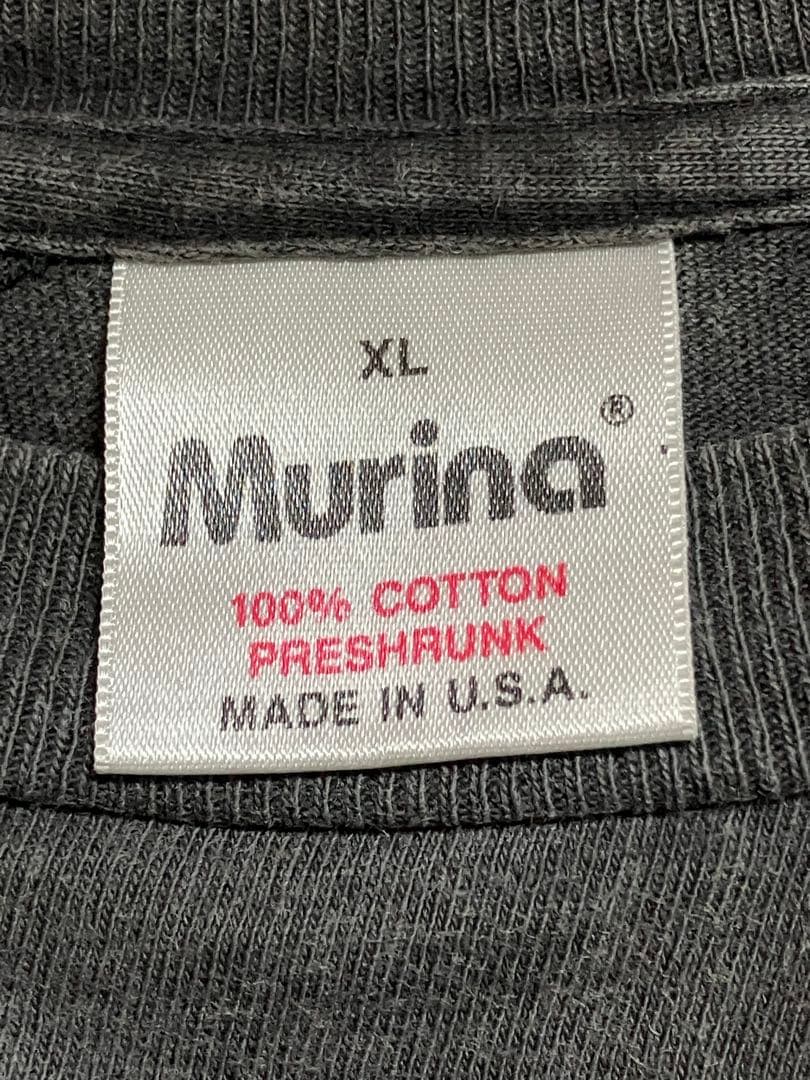 XL
Murina®
100% COTTON
PRESHRUNK
MADE IN U.S.A.